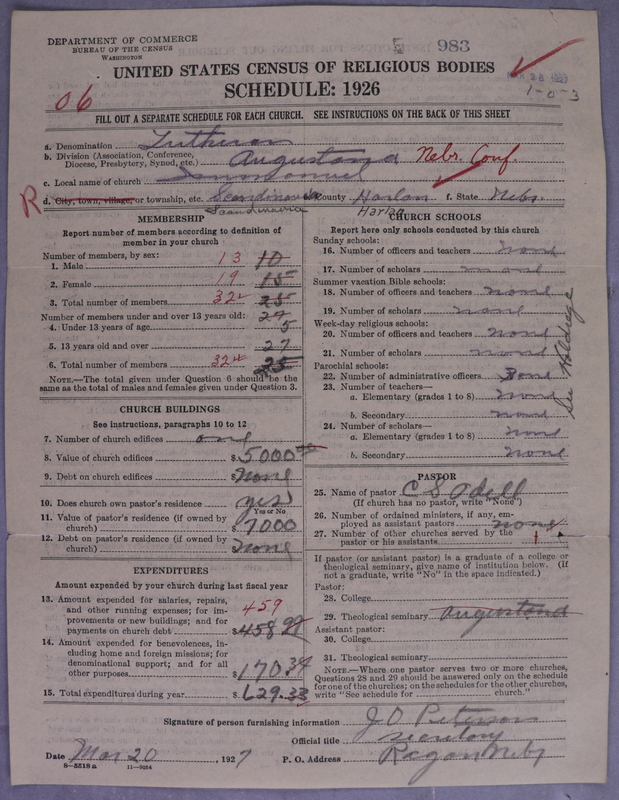 DEPARTMENT OF COMMERCE
BUREAU OF THE CENSUS
WASHINGTON
983
UNITED STATES CENSUS OF RELIGIOUS BODIES
SCHEDULE: 1926
06
1-0-3
FILL OUT A SEPARATE SCHEDULE FOR EACH CHURCH. SEE INSTRUCTIONS ON THE BACK OF THIS SHEET
a. Denomination Lutheran
b. Division (Association, Conference, Diocese, Presbytery, Synod, etc.) Augustana Nebr. Conf.
c. Local name of church Immanuel
R d. City, town, village, or township, etc. Scandinavia e. County Harlan f. State Nebr.
Scandinavia Harlan
MEMBERSHIP
Report number of members according to definition of
member in your church
Number of members, by sex:
1. Male 13 10
2. Female 19 15
3. Total number of members 32 25
Number of members under and over 13 years old: 27
4. Under 13 years of age 5
5. 13 years old and over 27
6. Total number of members 32 25
NOTE.—The total given under Question 6 should be the
same as the total of males and females given under Question 3.
CHURCH BUILDINGS
See instructions, paragraphs 10 to 12
7. Number of church edifices one
8. Value of church edifices $5000
9. Debt on church edifices $None
10. Does church own pastor's residence yes
Yes or No
11. Value of pastor's residence (if owned by
church) $7000
12. Debt on pastor's residence (if owned by
church) None
EXPENDITURES
Amount expended by your church during last fiscal year
13. Amount expended for salaries, repairs,
and other running expenses; for im-
provements or new buildings; and for
payments on church debt 459 $458
14. Amount expended for benevolences, in-
cluding home and foreign missions; for
denominational support; and for all
other purposes $170
15. Total expenditures during year $629.33
CHURCH SCHOOLS
Report here only schools conducted by this church
Sunday schools:
16. Number of officers and teachers none
17. Number of scholars none
Summer vacation Bible schools:
18. Number of officers and teachers none
19. Number of scholars none
Week-day religious schools:
20. Number of officers and teachers none
21. Number of scholars none
Parochial schools:
22. Number of administrative officers none
23. Number of teachers—
a. Elementary (grades 1 to 8) none
b. Secondary none
24. Number of scholars—
a. Elementary (grades 1 to 8) none
b. Secondary none
See Holdrege
PASTOR
25. Name of pastor C S Odell
(If church has no pastor, write "None")
26. Number of ordained ministers, if any, em-
ployed as assistant pastors none
27. Number of other churches served by the
pastor or his assistants 1
If pastor (or assistant pastor) is a graduate of a college or
theological seminary, give name of institution below. (If
not a graduate, write "No" in the space indicated.)
Pastor:
28. College
29. Theological seminary Augustana
Assistant pastor:
30. College
31. Theological seminary
NOTE.—Where one pastor serves two or more churches,
Questions 28 and 29 should be answered only on the schedule
for one of the churches; on the schedules for the other churches,
write "See schedule for church."
Signature of person furnishing information J. O. Peterson
Official title Secretary
Date Mar 20, 1927 P. O. Address Ragan Nebr
8—5518a 11—9264